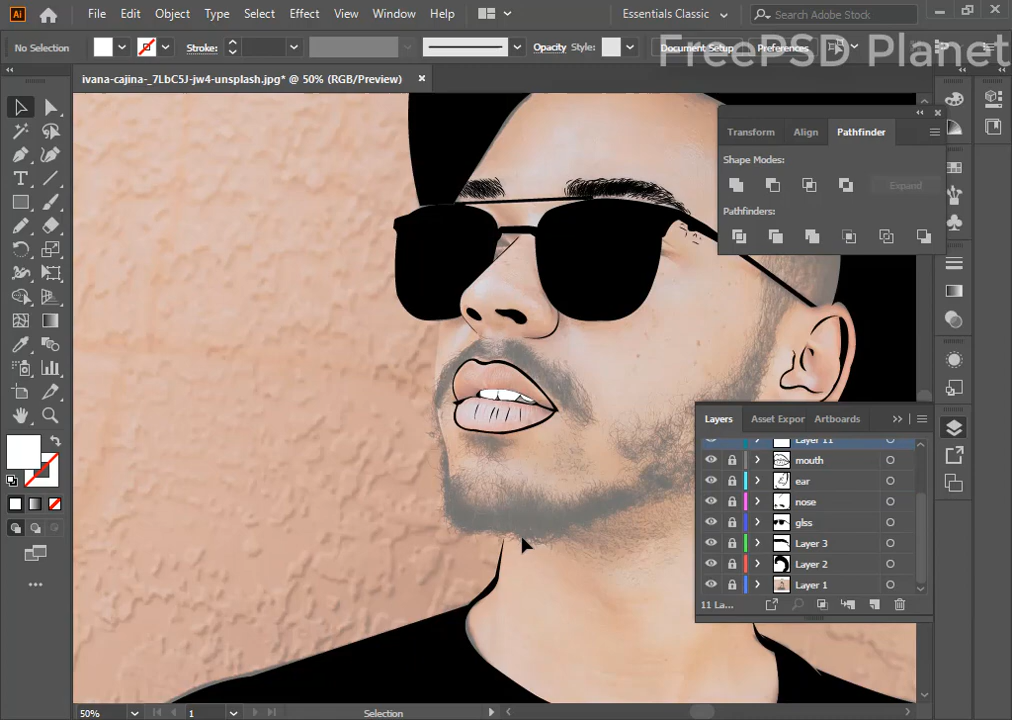 Ai File Edit Object Type Select Effect View Window Help Essentials Classic Search Adobe Stock
No Selection Stroke: Opacity Style: Document Setup Preferences
FreePSD Planet
ivana-cajina-_7LbC5J-jw4-unsplash.jpg* @ 50% (RGB/Preview)
Transform Align Pathfinder
Shape Modes:
Expand
Pathfinders:
Layers Asset Expor Artboards
Layer 11
mouth
ear
nose
glss
Layer 3
Layer 2
Layer 1
11 La...
50% 1 Selection